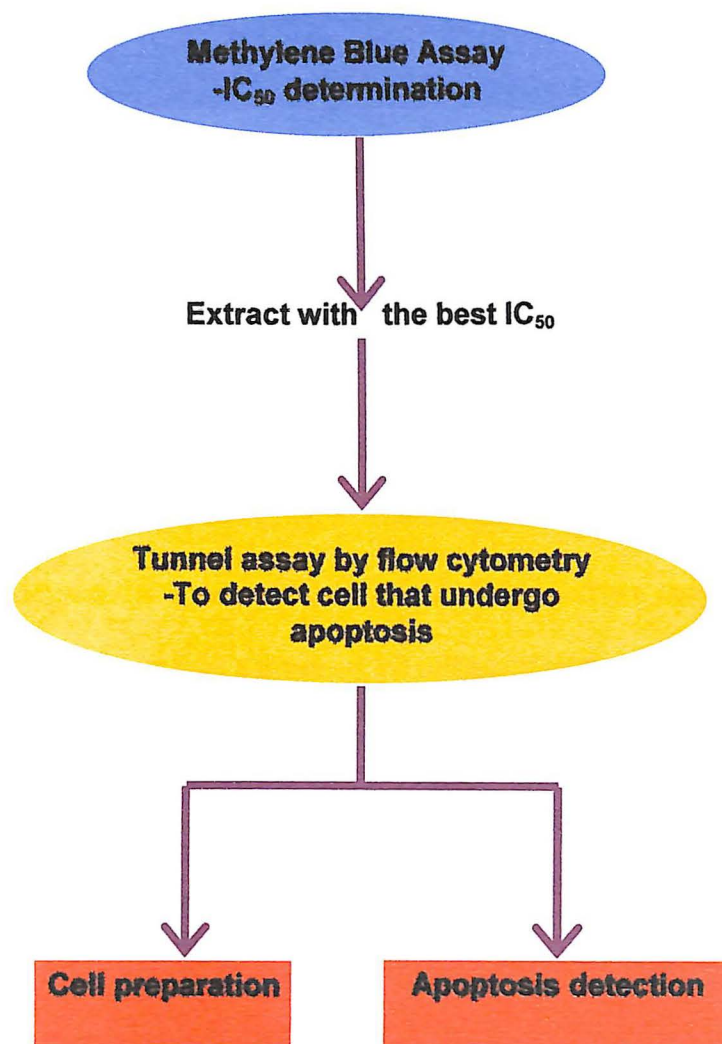 Methylene Blue Assay
-IC₅₀ determination
Extract with the best IC₅₀
Tunnel assay by flow cytometry
-To detect cell that undergo
apoptosis
Cell preparation
Apoptosis detection